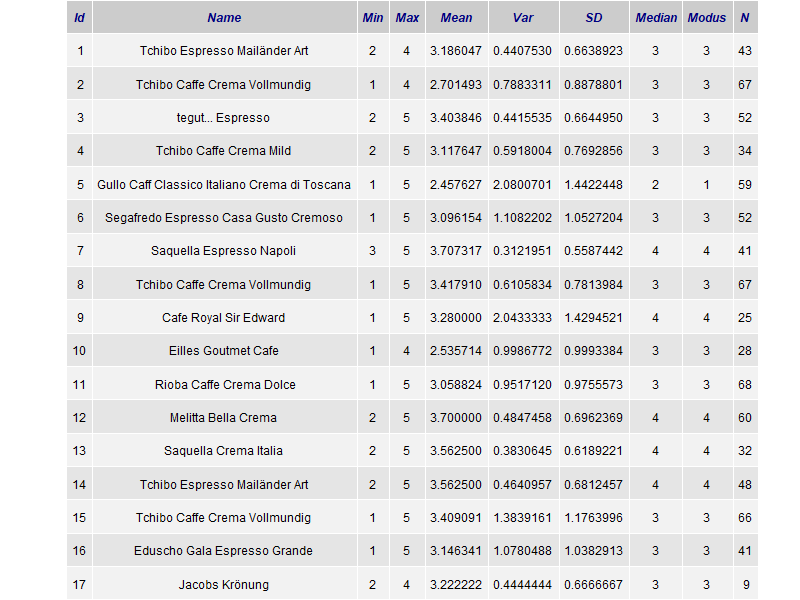 Id Name Min Max Mean Var SD Median Modus N
1 Tchibo Espresso Mailänder Art 2 4 3.186047 0.4407530 0.6638923 3 3 43
2 Tchibo Caffe Crema Vollmundig 1 4 2.701493 0.7883311 0.8878801 3 3 67
3 tegut... Espresso 2 5 3.403846 0.4415535 0.6644950 3 3 52
4 Tchibo Caffe Crema Mild 2 5 3.117647 0.5918004 0.7692856 3 3 34
5 Gullo Caff Classico Italiano Crema di Toscana 1 5 2.457627 2.0800701 1.4422448 2 1 59
6 Segafredo Espresso Casa Gusto Cremoso 1 5 3.096154 1.1082202 1.0527204 3 3 52
7 Saquella Espresso Napoli 3 5 3.707317 0.3121951 0.5587442 4 4 41
8 Tchibo Caffe Crema Vollmundig 1 5 3.417910 0.6105834 0.7813984 3 3 67
9 Cafe Royal Sir Edward 1 5 3.280000 2.0433333 1.4294521 4 4 25
10 Eilles Goutmet Cafe 1 4 2.535714 0.9986772 0.9993384 3 3 28
11 Rioba Caffe Crema Dolce 1 5 3.058824 0.9517120 0.9755573 3 3 68
12 Melitta Bella Crema 2 5 3.700000 0.4847458 0.6962369 4 4 60
13 Saquella Crema Italia 2 5 3.562500 0.3830645 0.6189221 4 4 32
14 Tchibo Espresso Mailänder Art 2 5 3.562500 0.4640957 0.6812457 4 4 48
15 Tchibo Caffe Crema Vollmundig 1 5 3.409091 1.3839161 1.1763996 3 3 66
16 Eduscho Gala Espresso Grande 1 5 3.146341 1.0780488 1.0382913 3 3 41
17 Jacobs Krönung 2 4 3.222222 0.4444444 0.6666667 3 3 9